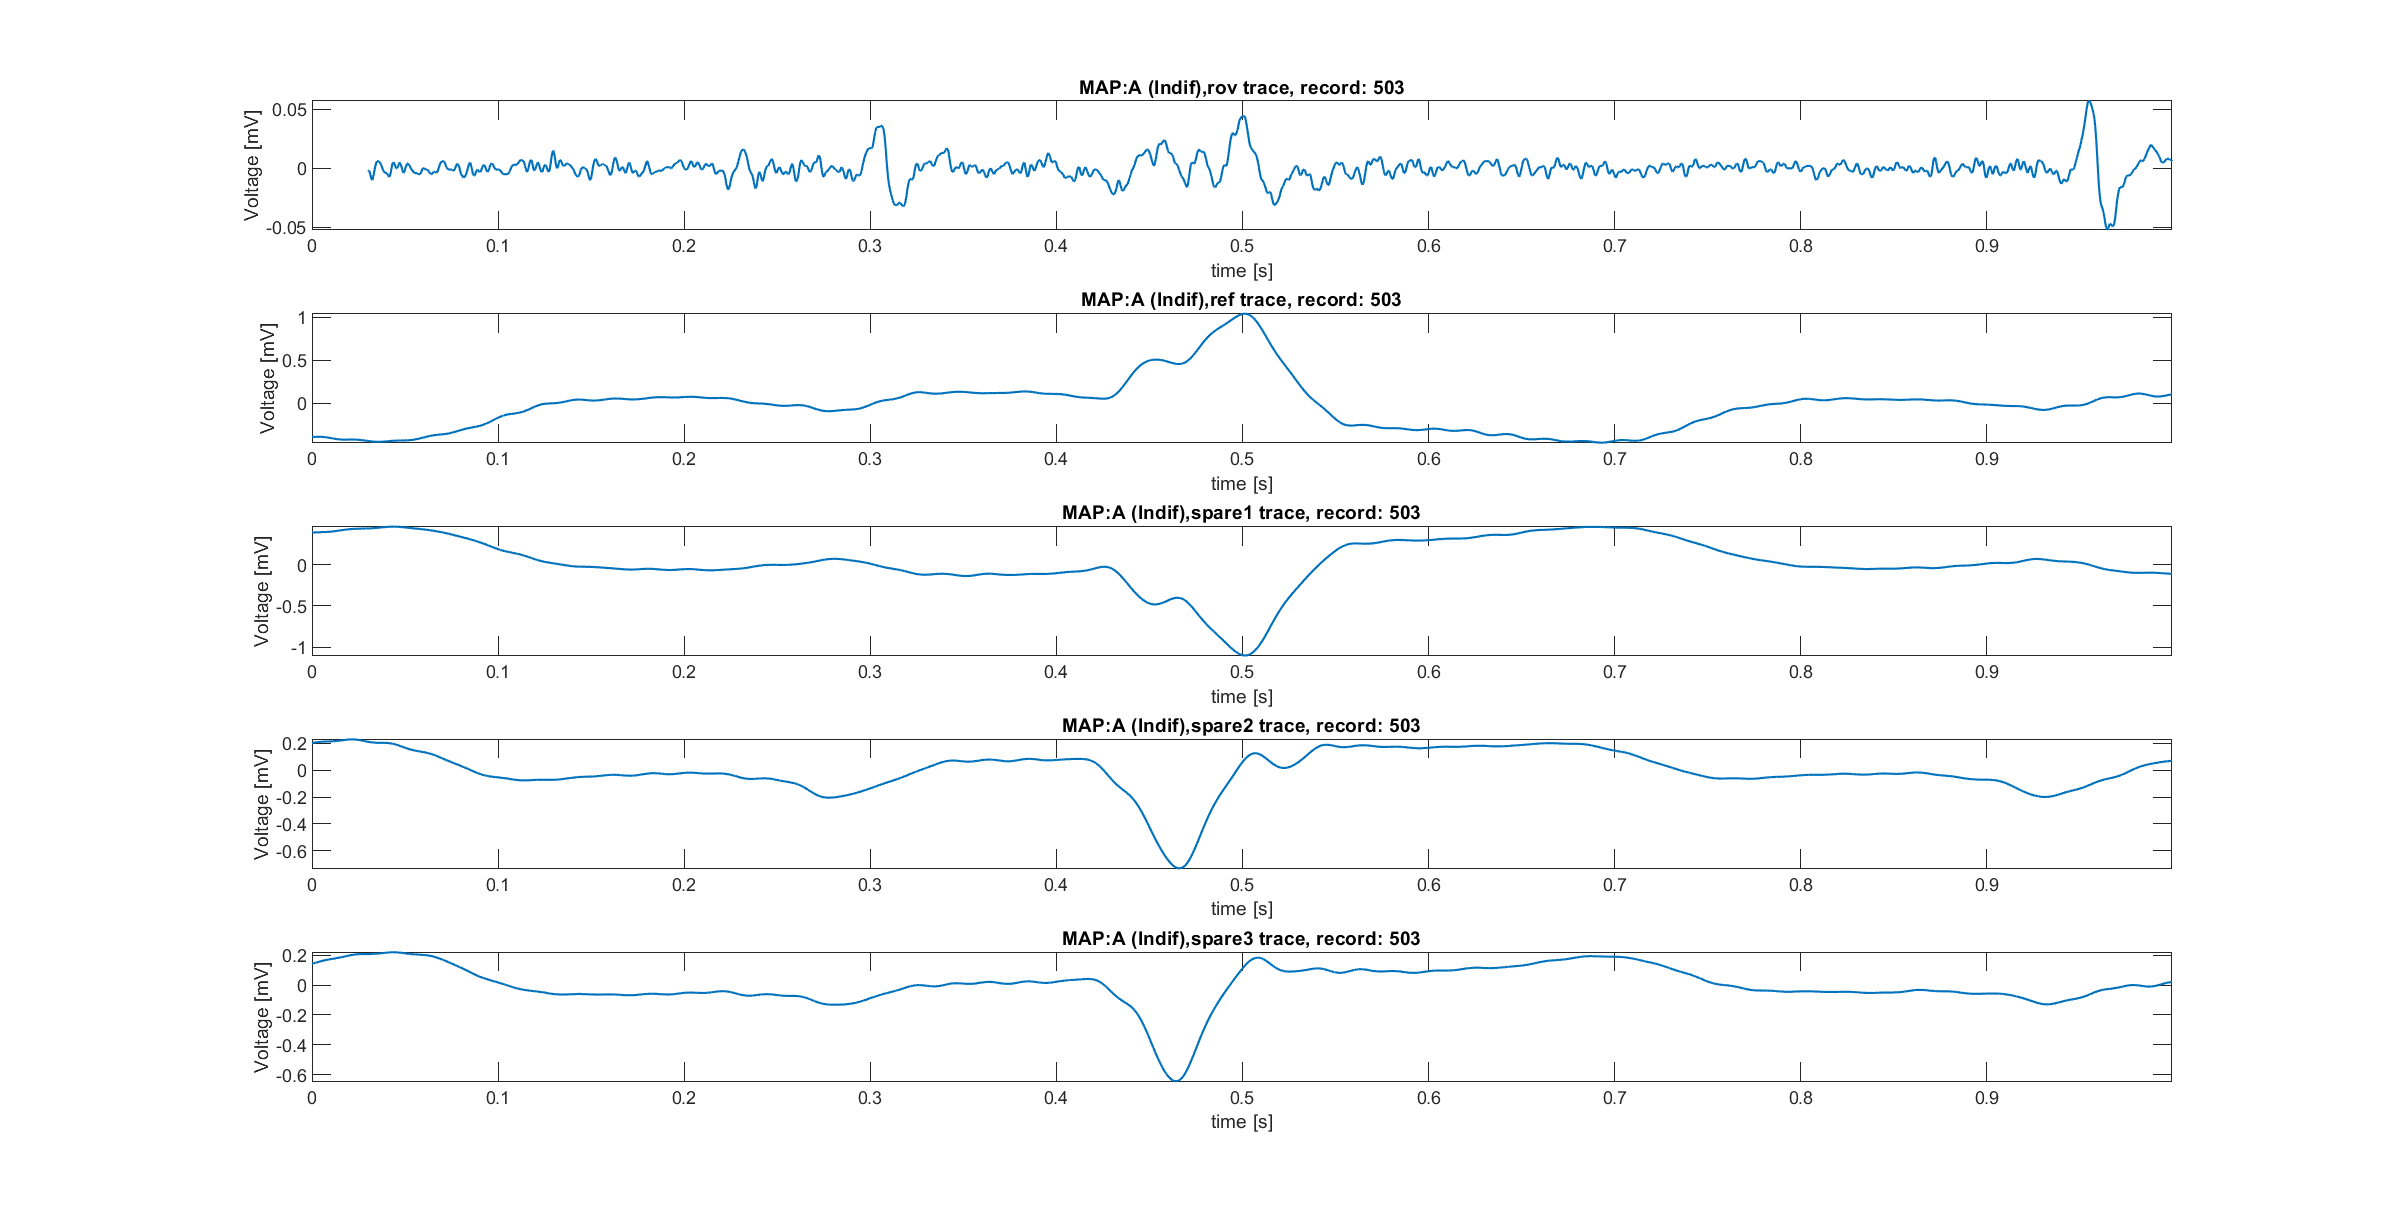 MAP:A (Indif),rov trace, record: 503
Voltage [mV]
0.05
0
-0.05
0 0.1 0.2 0.3 0.4 0.5 0.6 0.7 0.8 0.9
time [s]
MAP:A (Indif),ref trace, record: 503
Voltage [mV]
1
0.5
0
0 0.1 0.2 0.3 0.4 0.5 0.6 0.7 0.8 0.9
time [s]
MAP:A (Indif),spare1 trace, record: 503
Voltage [mV]
0
-0.5
-1
0 0.1 0.2 0.3 0.4 0.5 0.6 0.7 0.8 0.9
time [s]
MAP:A (Indif),spare2 trace, record: 503
Voltage [mV]
0.2
0
-0.2
-0.4
-0.6
0 0.1 0.2 0.3 0.4 0.5 0.6 0.7 0.8 0.9
time [s]
MAP:A (Indif),spare3 trace, record: 503
Voltage [mV]
0.2
0
-0.2
-0.4
-0.6
0 0.1 0.2 0.3 0.4 0.5 0.6 0.7 0.8 0.9
time [s]